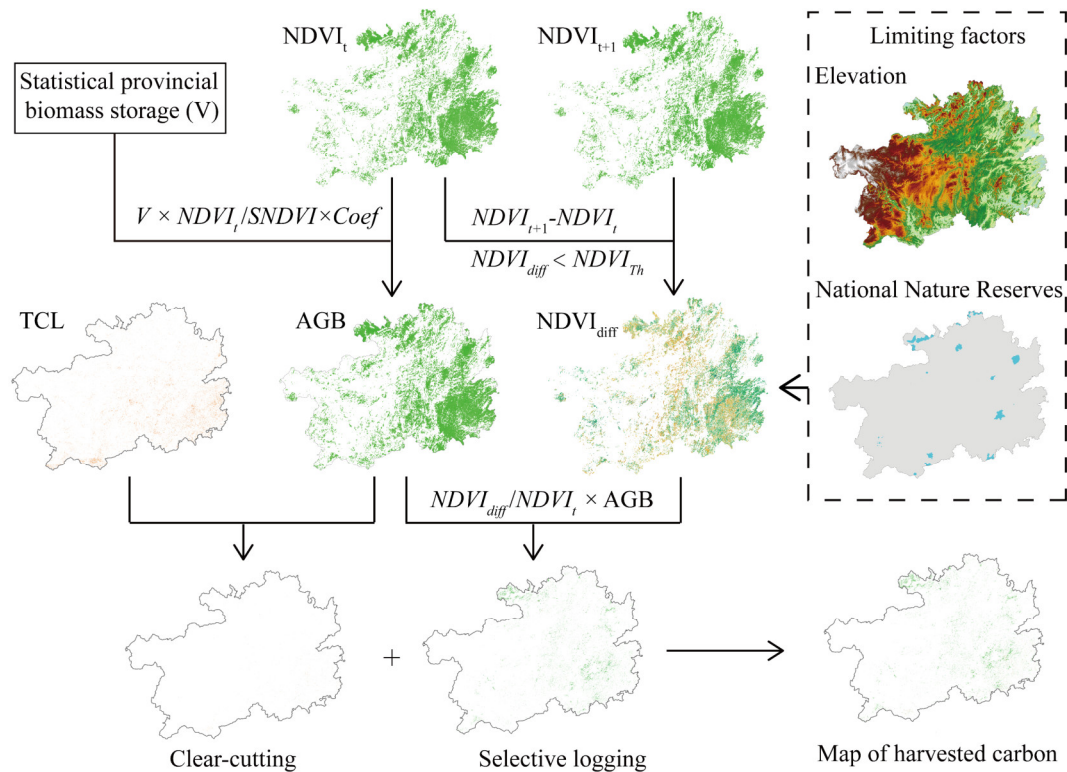 NDVIt
NDVIt+1
Limiting factors
Statistical provincial
biomass storage (V)
Elevation
V × NDVIt/SNDVI×Coef
NDVIt+1-NDVIt
NDVIdiff < NDVITh
National Nature Reserves
TCL
AGB
NDVIdiff
NDVIdiff/NDVIt × AGB
+
Clear-cutting
Selective logging
Map of harvested carbon